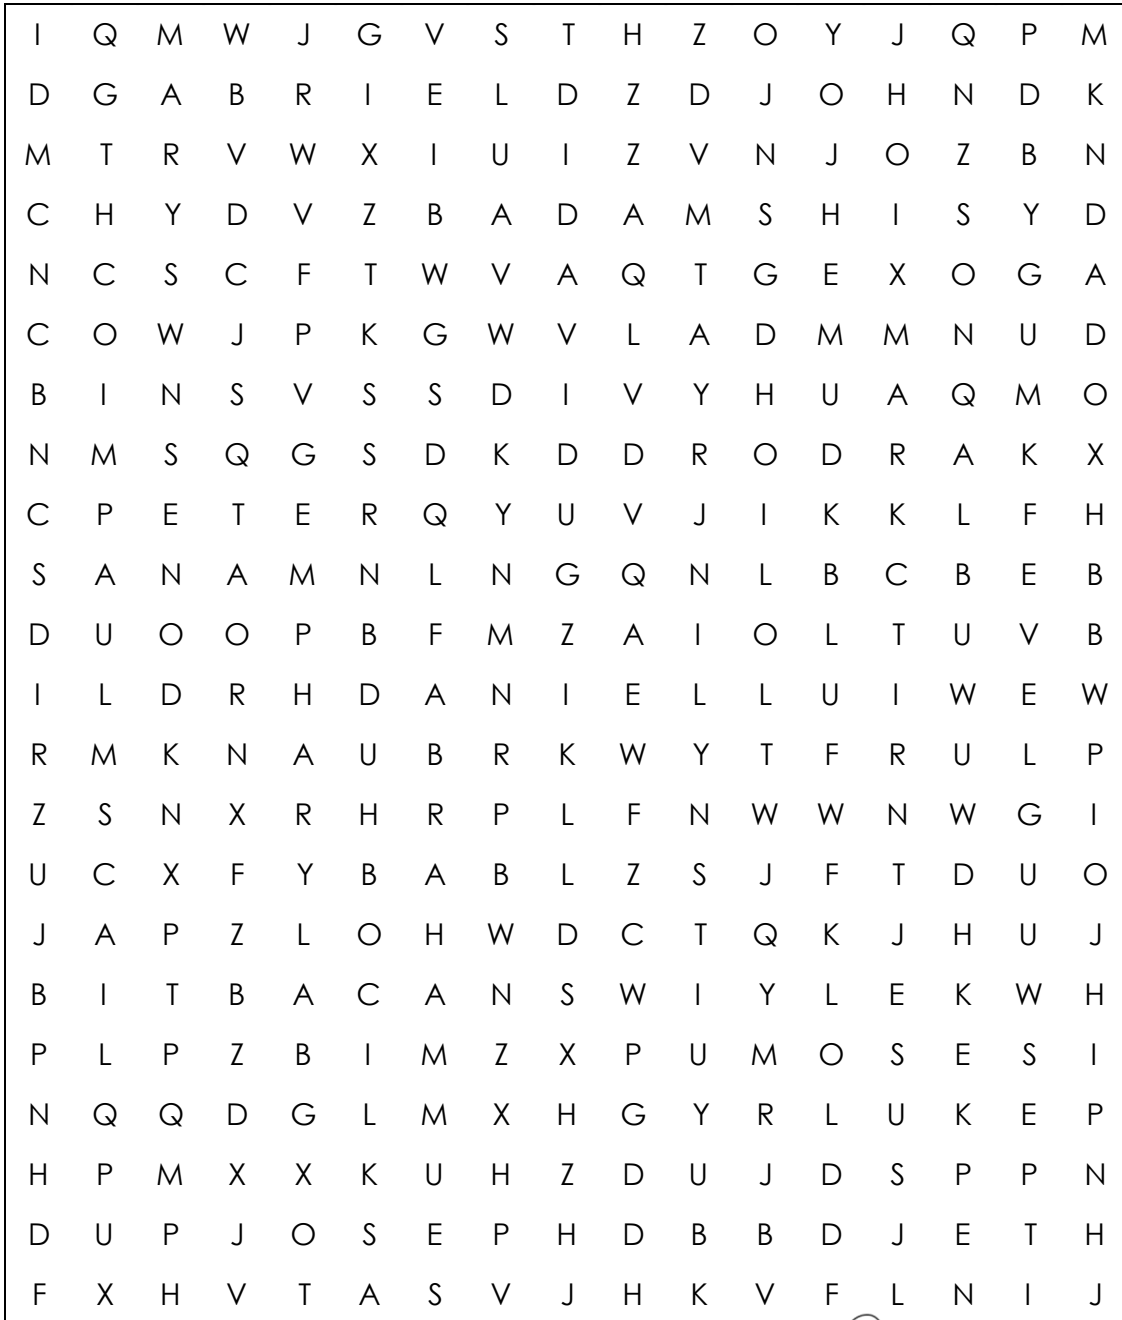 I Q M W J G V S T H Z O Y J Q P M
D G A B R I E L D Z D J O H N D K
M T R V W X I U I Z V N J O Z B N
C H Y D V Z B A D A M S H I S Y D
N C S C F T W V A Q T G E X O G A
C O W J P K G W V L A D M M N U D
B I N S V S S D I V Y H U A Q M O
N M S Q G S D K D D R O D R A K X
C P E T E R Q Y U V J I K K L F H
S A N A M N L N G Q N L B C B E B
D U O O P B F M Z A I O L T U V B
I L D R H D A N I E L L U I W E W
R M K N A U B R K W Y T F R U L P
Z S N X R H R P L F N W W N W G I
U C X F Y B A B L Z S J F T D U O
J A P Z L O H W D C T Q K J H U J
B I T B A C A N S W I Y L E K W H
P L P Z B I M Z X P U M O S E S I
N Q Q D G L M X H G Y R L U K E P
H P M X X K U H Z D U J D S P P N
D U P J O S E P H D B B D J E T H
F X H V T A S V J H K V F L N I J